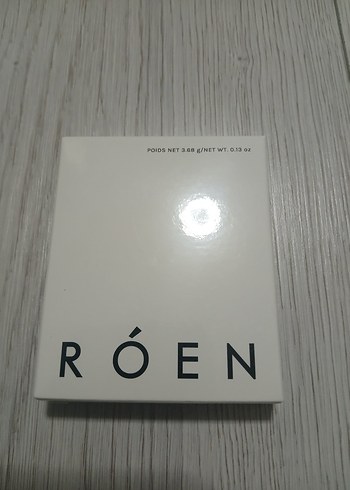 POIDS NET 3.68 g/NET WT. 0.13 oz
RÓEN